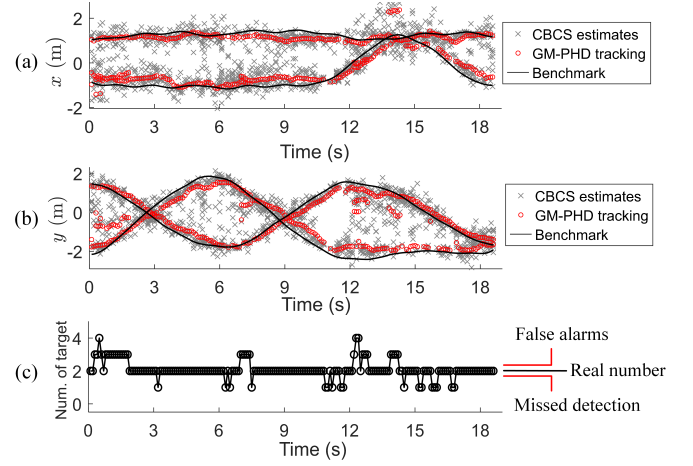 (a)
x (m)
2
0
-2
0 3 6 9 12 15 18
Time (s)
CBCS estimates
GM-PHD tracking
Benchmark
(b)
y (m)
2
0
-2
0 3 6 9 12 15 18
Time (s)
CBCS estimates
GM-PHD tracking
Benchmark
(c)
Num. of target
4
2
0
0 3 6 9 12 15 18
Time (s)
False alarms
Real number
Missed detection